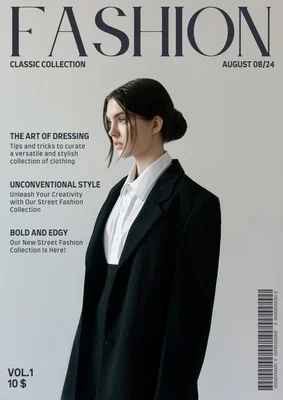 FASHION
CLASSIC COLLECTION
AUGUST 08/24
THE ART OF DRESSING
Tips and tricks to curate
a versatile and stylish
collection of clothing
UNCONVENTIONAL STYLE
Unleash Your Creativity
with Our Street Fashion
Collection
BOLD AND EDGY
Our New Street Fashion
Collection Is Here!
VOL.1
10 $